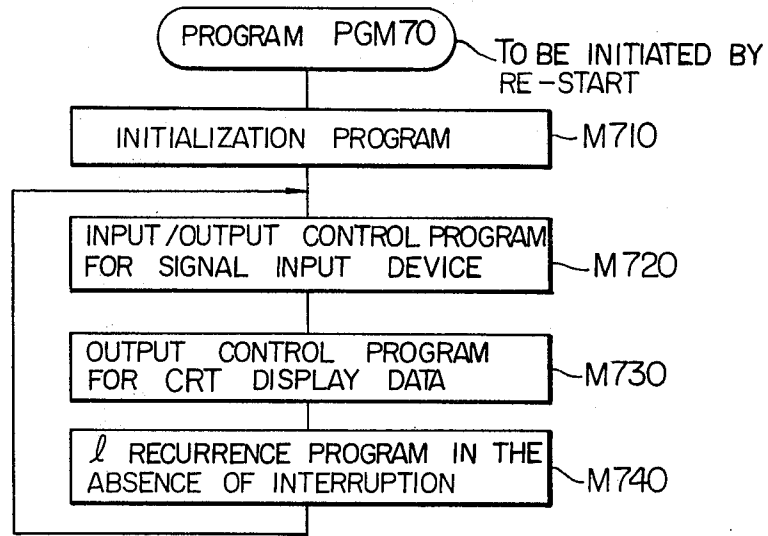 PROGRAM PGM70
TO BE INITIATED BY
RE-START
INITIALIZATION PROGRAM
M710
INPUT/OUTPUT CONTROL PROGRAM
FOR SIGNAL INPUT DEVICE
M720
OUTPUT CONTROL PROGRAM
FOR CRT DISPLAY DATA
M730
ℓ RECURRENCE PROGRAM IN THE
ABSENCE OF INTERRUPTION
M740